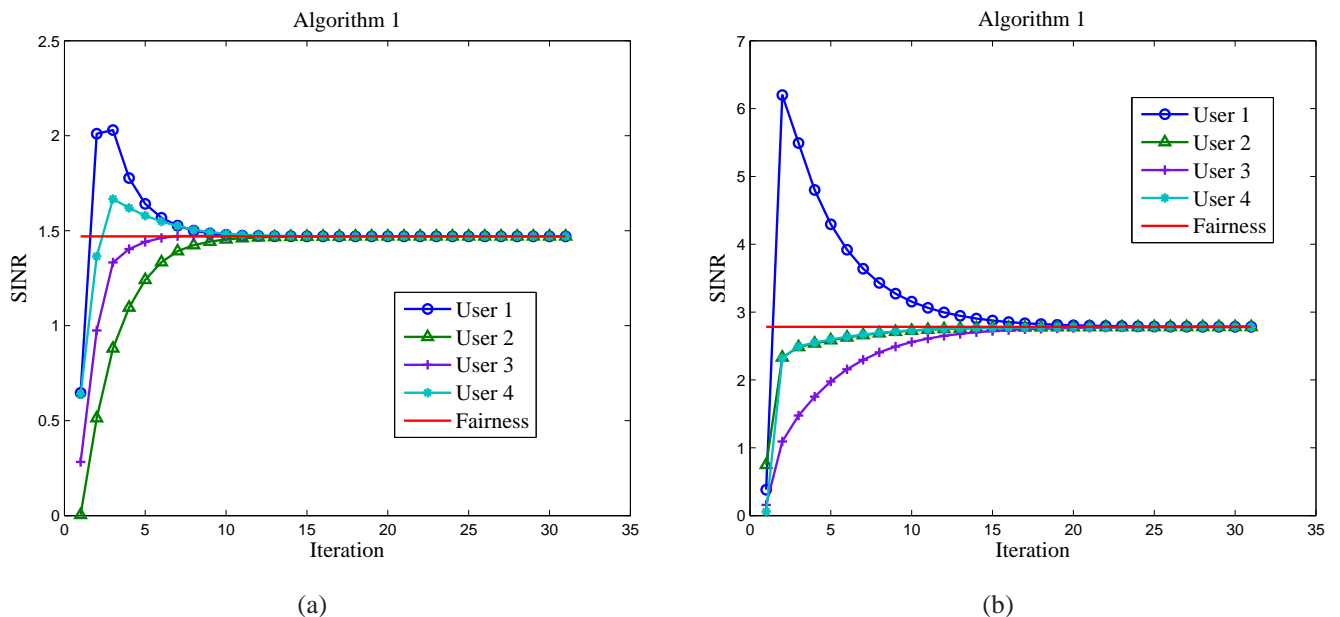 Algorithm 1
2.5
2
1.5
1
0.5
0
SINR
0 5 10 15 20 25 30 35
Iteration
User 1
User 2
User 3
User 4
Fairness
(a)
Algorithm 1
7
6
5
4
3
2
1
0
SINR
0 5 10 15 20 25 30 35
Iteration
User 1
User 2
User 3
User 4
Fairness
(b)